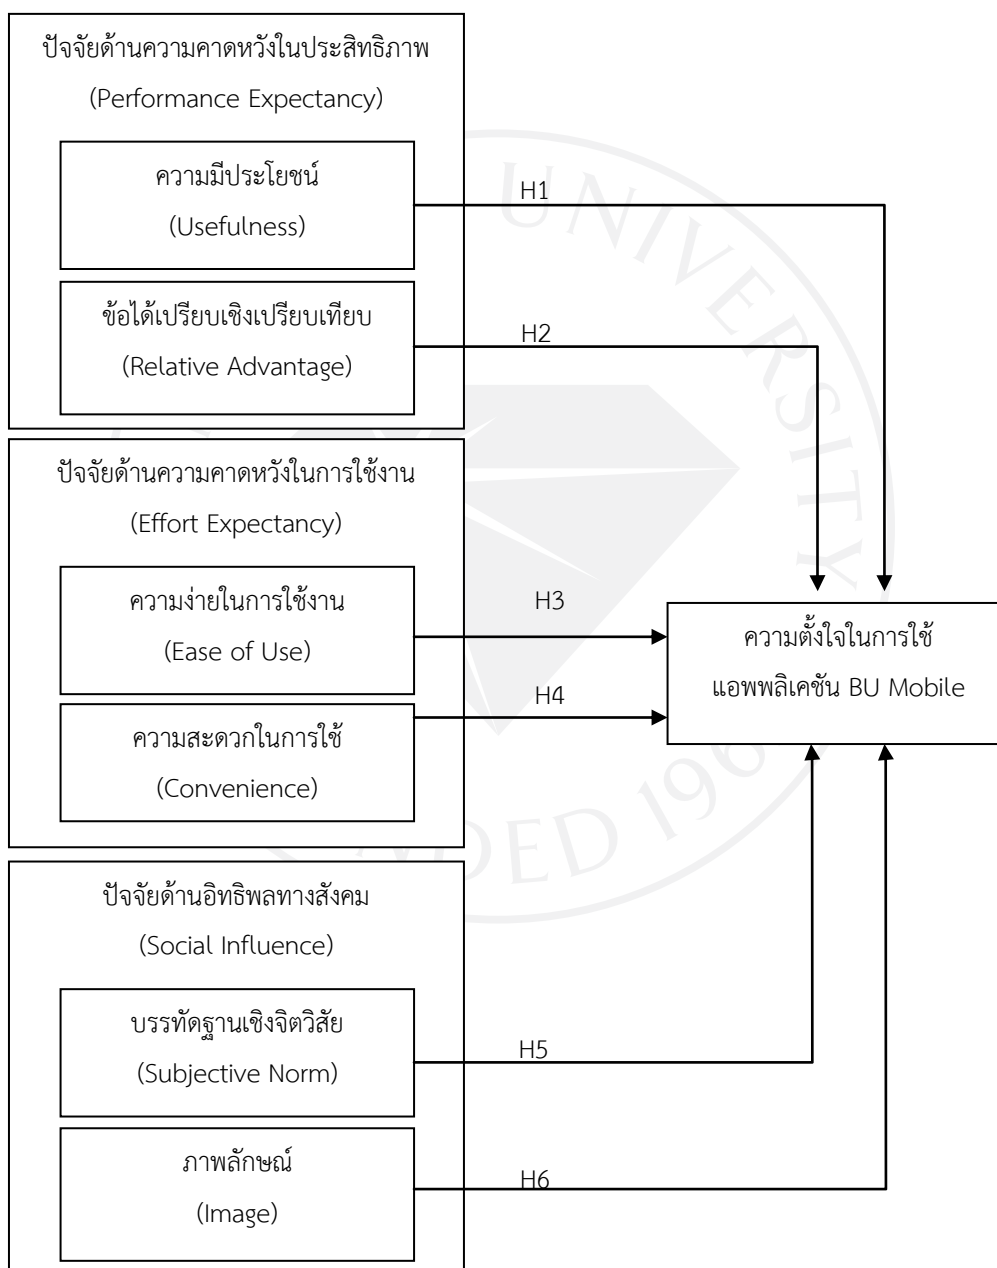 ปัจจัยด้านความคาดหวังในประสิทธิภาพ
(Performance Expectancy)
ความมีประโยชน์
(Usefulness)
H1
ข้อได้เปรียบเชิงเปรียบเทียบ
(Relative Advantage)
H2
ปัจจัยด้านความคาดหวังในการใช้งาน
(Effort Expectancy)
ความง่ายในการใช้งาน
(Ease of Use)
H3
ความสะดวกในการใช้
(Convenience)
H4
ความตั้งใจในการใช้
แอพพลิเคชัน BU Mobile
ปัจจัยด้านอิทธิพลทางสังคม
(Social Influence)
บรรทัดฐานเชิงจิตวิสัย
(Subjective Norm)
H5
ภาพลักษณ์
(Image)
H6
UNIVERSITY